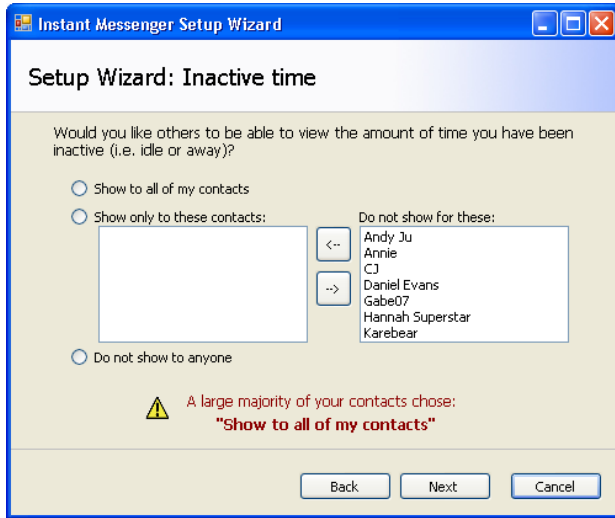 Instant Messenger Setup Wizard
Setup Wizard: Inactive time
Would you like others to be able to view the amount of time you have been
inactive (i.e. idle or away)?
Show to all of my contacts
Show only to these contacts:
Do not show for these:
<--
-->
Andy Ju
Annie
CJ
Daniel Evans
Gabe07
Hannah Superstar
Karebear
Do not show to anyone
A large majority of your contacts chose:
"Show to all of my contacts"
Back
Next
Cancel